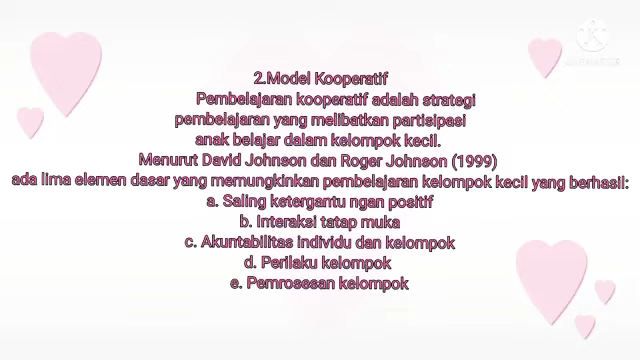 2.Model Kooperatif
Pembelajaran kooperatif adalah strategi
pembelajaran yang melibatkan partisipasi
anak belajar dalam kelompok kecil.
Menurut David Johnson dan Roger Johnson (1999)
ada lima elemen dasar yang memungkinkan pembelajaran kelompok kecil yang berhasil:
a. Saling ketergantu ngan positif
b. Interaksi tatap muka
c. Akuntabilitas individu dan kelompok
d. Perilaku kelompok
e. Pemrosesan kelompok